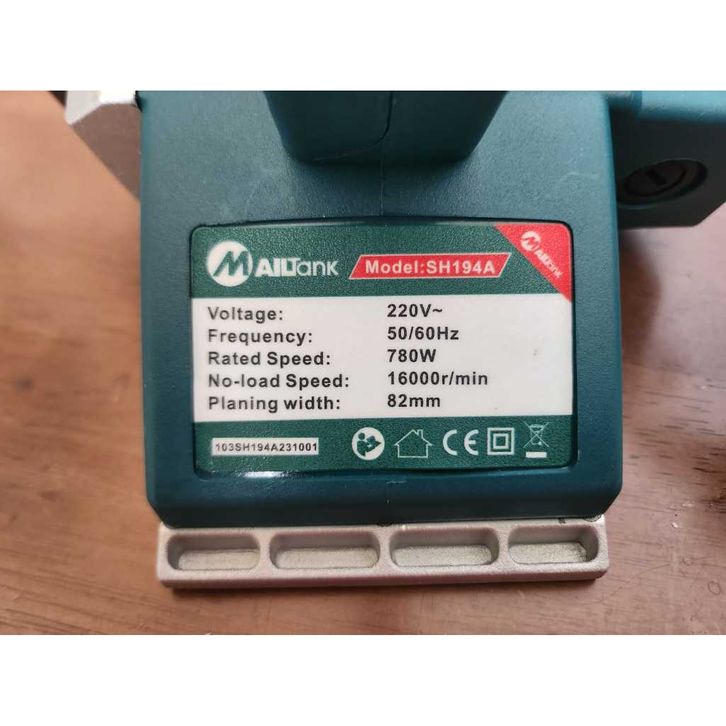 MAILTank Model:SH194A
MAILTank
Voltage: 220V~
Frequency: 50/60Hz
Rated Speed: 780W
No-load Speed: 16000r/min
Planing width: 82mm
103SH194A231001 CE